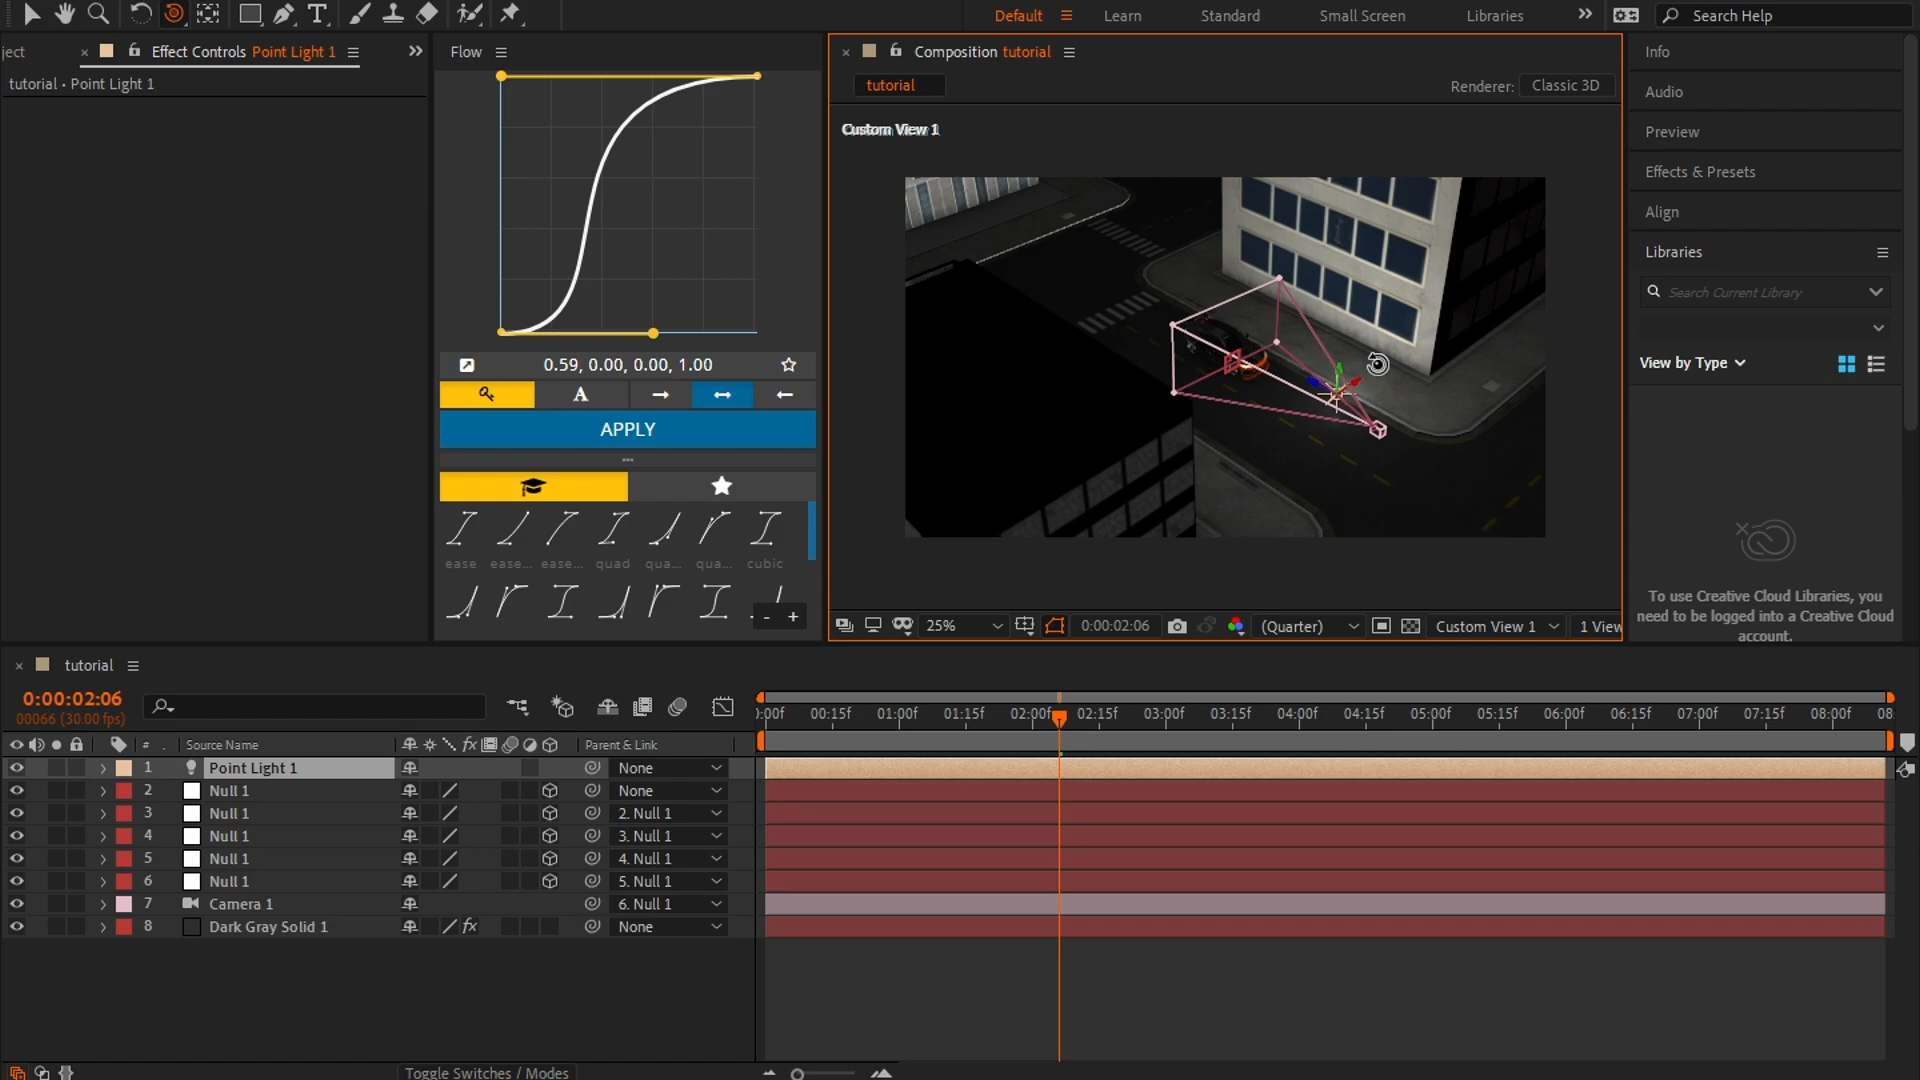 Default
Learn
Standard
Small Screen
Libraries
Search Help
ject
Effect Controls Point Light 1
tutorial • Point Light 1
Flow
0.59, 0.00, 0.00, 1.00
A
APPLY
ease
ease...
ease...
quad
qua...
qua...
cubic
- +
Composition tutorial
tutorial
Renderer:
Classic 3D
Custom View 1
25%
0:00:02:06
(Quarter)
Custom View 1
1 View
Info
Audio
Preview
Effects & Presets
Align
Libraries
Search Current Library
View by Type
To use Creative Cloud Libraries, you
need to be logged into a Creative Cloud
account.
tutorial
0:00:02:06
00066 (30.00 fps)
# . Source Name
fx
Parent & Link
:00f 00:15f 01:00f 01:15f 02:00f 02:15f 03:00f 03:15f 04:00f 04:15f 05:00f 05:15f 06:00f 06:15f 07:00f 07:15f 08:00f 08:
1 Point Light 1 None
2 Null 1 None
3 Null 1 2. Null 1
4 Null 1 3. Null 1
5 Null 1 4. Null 1
6 Null 1 5. Null 1
7 Camera 1 6. Null 1
8 Dark Gray Solid 1 fx None
Toggle Switches / Modes